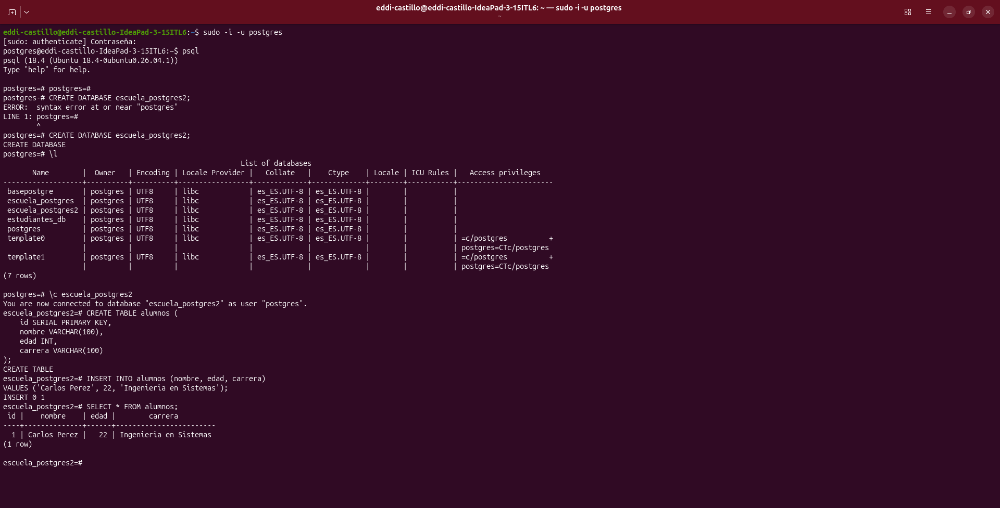 eddi-castillo@eddi-castillo-IdeaPad-3-15ITL6: ~ — sudo -i -u postgres
~
eddi-castillo@eddi-castillo-IdeaPad-3-15ITL6:~$ sudo -i -u postgres
[sudo: authenticate] Contraseña:
postgres@eddi-castillo-IdeaPad-3-15ITL6:~$ psql
psql (18.4 (Ubuntu 18.4-0ubuntu0.26.04.1))
Type "help" for help.

postgres=# postgres=#
postgres-# CREATE DATABASE escuela_postgres2;
ERROR:  syntax error at or near "postgres"
LINE 1: postgres=#
        ^
postgres=# CREATE DATABASE escuela_postgres2;
CREATE DATABASE
postgres=# \l
                                                         List of databases
       Name        |  Owner   | Encoding | Locale Provider |   Collate   |    Ctype    | Locale | ICU Rules |   Access privileges
-------------------+----------+----------+-----------------+-------------+-------------+--------+-----------+-----------------------
 basepostgre       | postgres | UTF8     | libc            | es_ES.UTF-8 | es_ES.UTF-8 |        |           |
 escuela_postgres  | postgres | UTF8     | libc            | es_ES.UTF-8 | es_ES.UTF-8 |        |           |
 escuela_postgres2 | postgres | UTF8     | libc            | es_ES.UTF-8 | es_ES.UTF-8 |        |           |
 estudiantes_db    | postgres | UTF8     | libc            | es_ES.UTF-8 | es_ES.UTF-8 |        |           |
 postgres          | postgres | UTF8     | libc            | es_ES.UTF-8 | es_ES.UTF-8 |        |           |
 template0         | postgres | UTF8     | libc            | es_ES.UTF-8 | es_ES.UTF-8 |        |           | =c/postgres          +
                   |          |          |                 |             |             |        |           | postgres=CTc/postgres
 template1         | postgres | UTF8     | libc            | es_ES.UTF-8 | es_ES.UTF-8 |        |           | =c/postgres          +
                   |          |          |                 |             |             |        |           | postgres=CTc/postgres
(7 rows)

postgres=# \c escuela_postgres2
You are now connected to database "escuela_postgres2" as user "postgres".
escuela_postgres2=# CREATE TABLE alumnos (
    id SERIAL PRIMARY KEY,
    nombre VARCHAR(100),
    edad INT,
    carrera VARCHAR(100)
);
CREATE TABLE
escuela_postgres2=# INSERT INTO alumnos (nombre, edad, carrera)
VALUES ('Carlos Perez', 22, 'Ingenieria en Sistemas');
INSERT 0 1
escuela_postgres2=# SELECT * FROM alumnos;
 id |    nombre    | edad |        carrera
----+--------------+------+------------------------
  1 | Carlos Perez |   22 | Ingenieria en Sistemas
(1 row)

escuela_postgres2=#